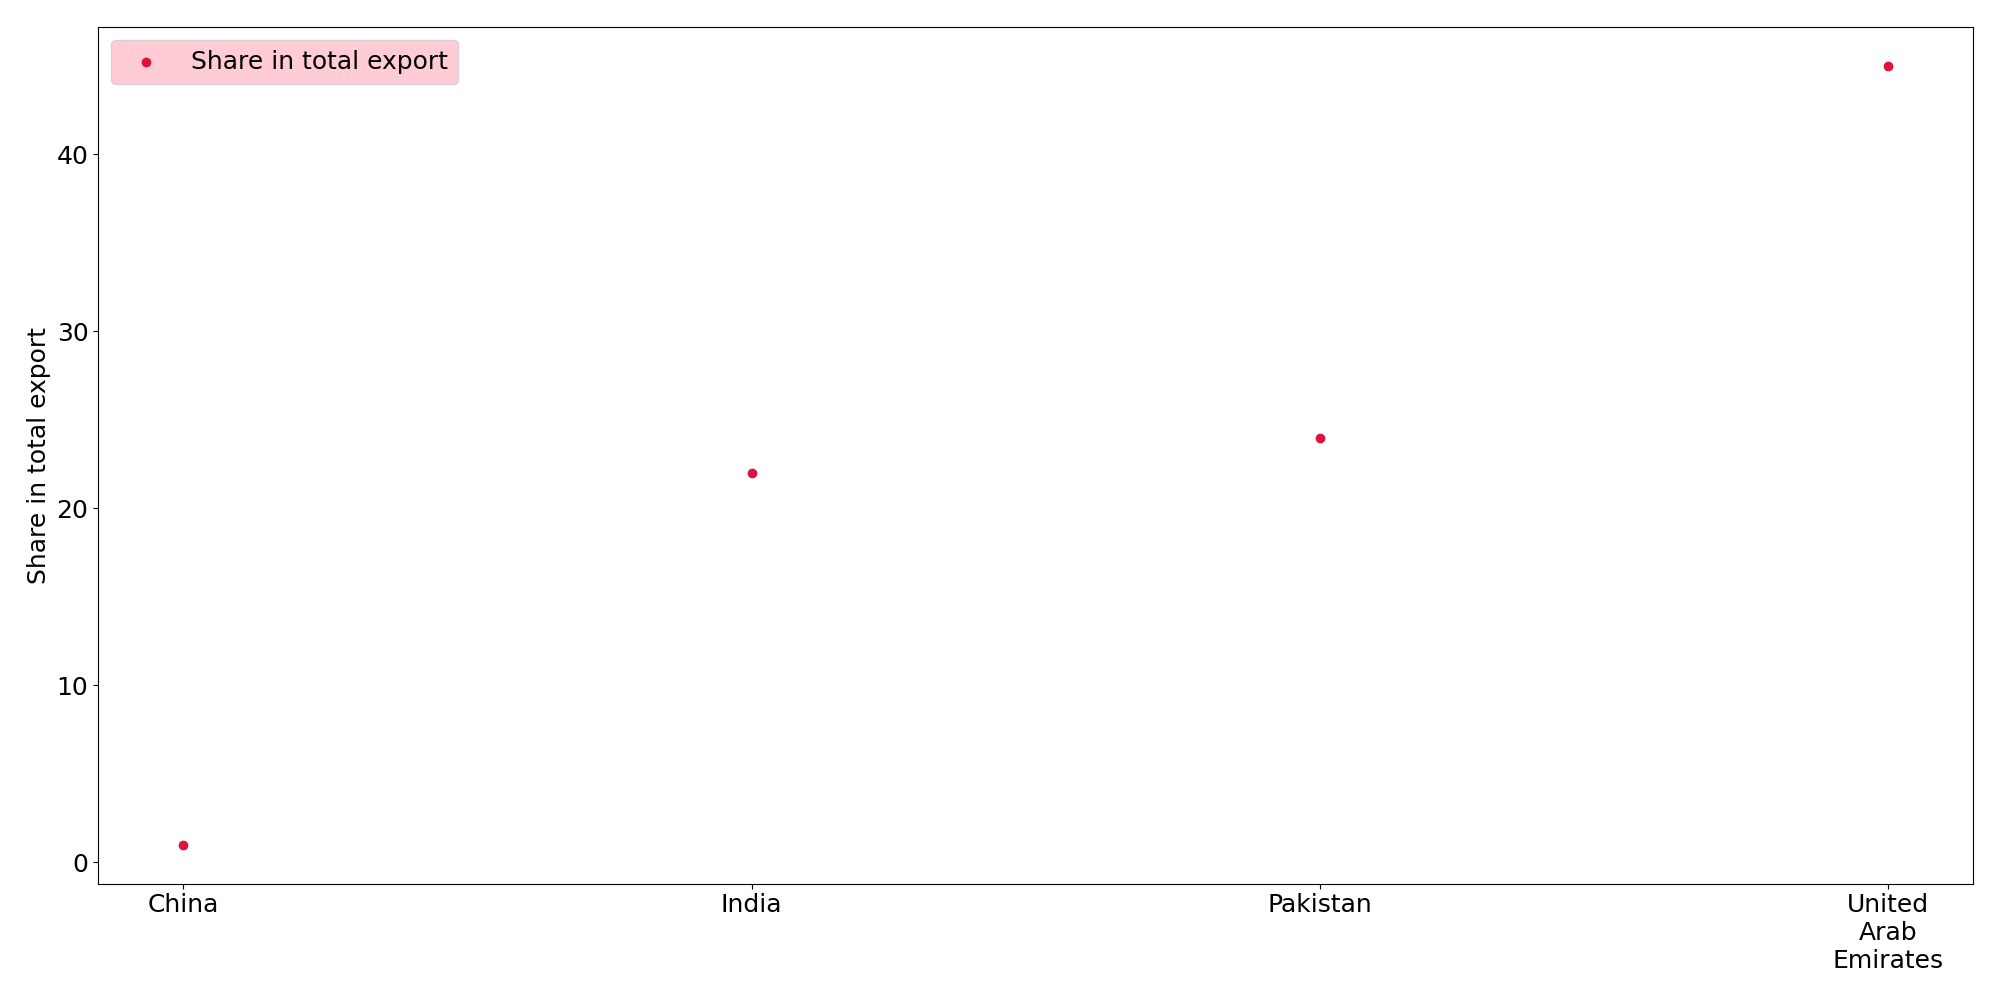 Share in total export
Share in total export
40
30
20
10
0
China
India
Pakistan
United
Arab
Emirates